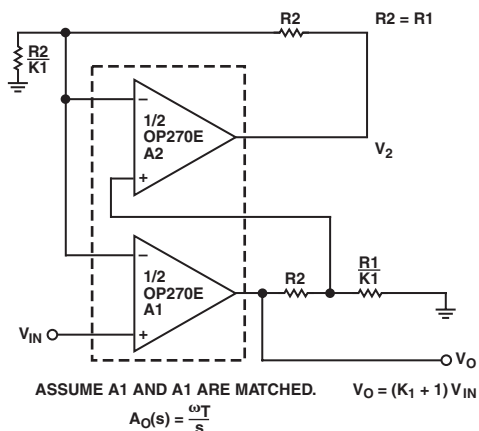 R2
R2 = R1
R2
K1
1/2
OP270E
A2
–
+
V2
1/2
OP270E
A1
–
+
R2
R1
K1
VIN
VO
ASSUME A1 AND A1 ARE MATCHED.
VO = (K1 + 1) VIN
AO(s) = ωT
s